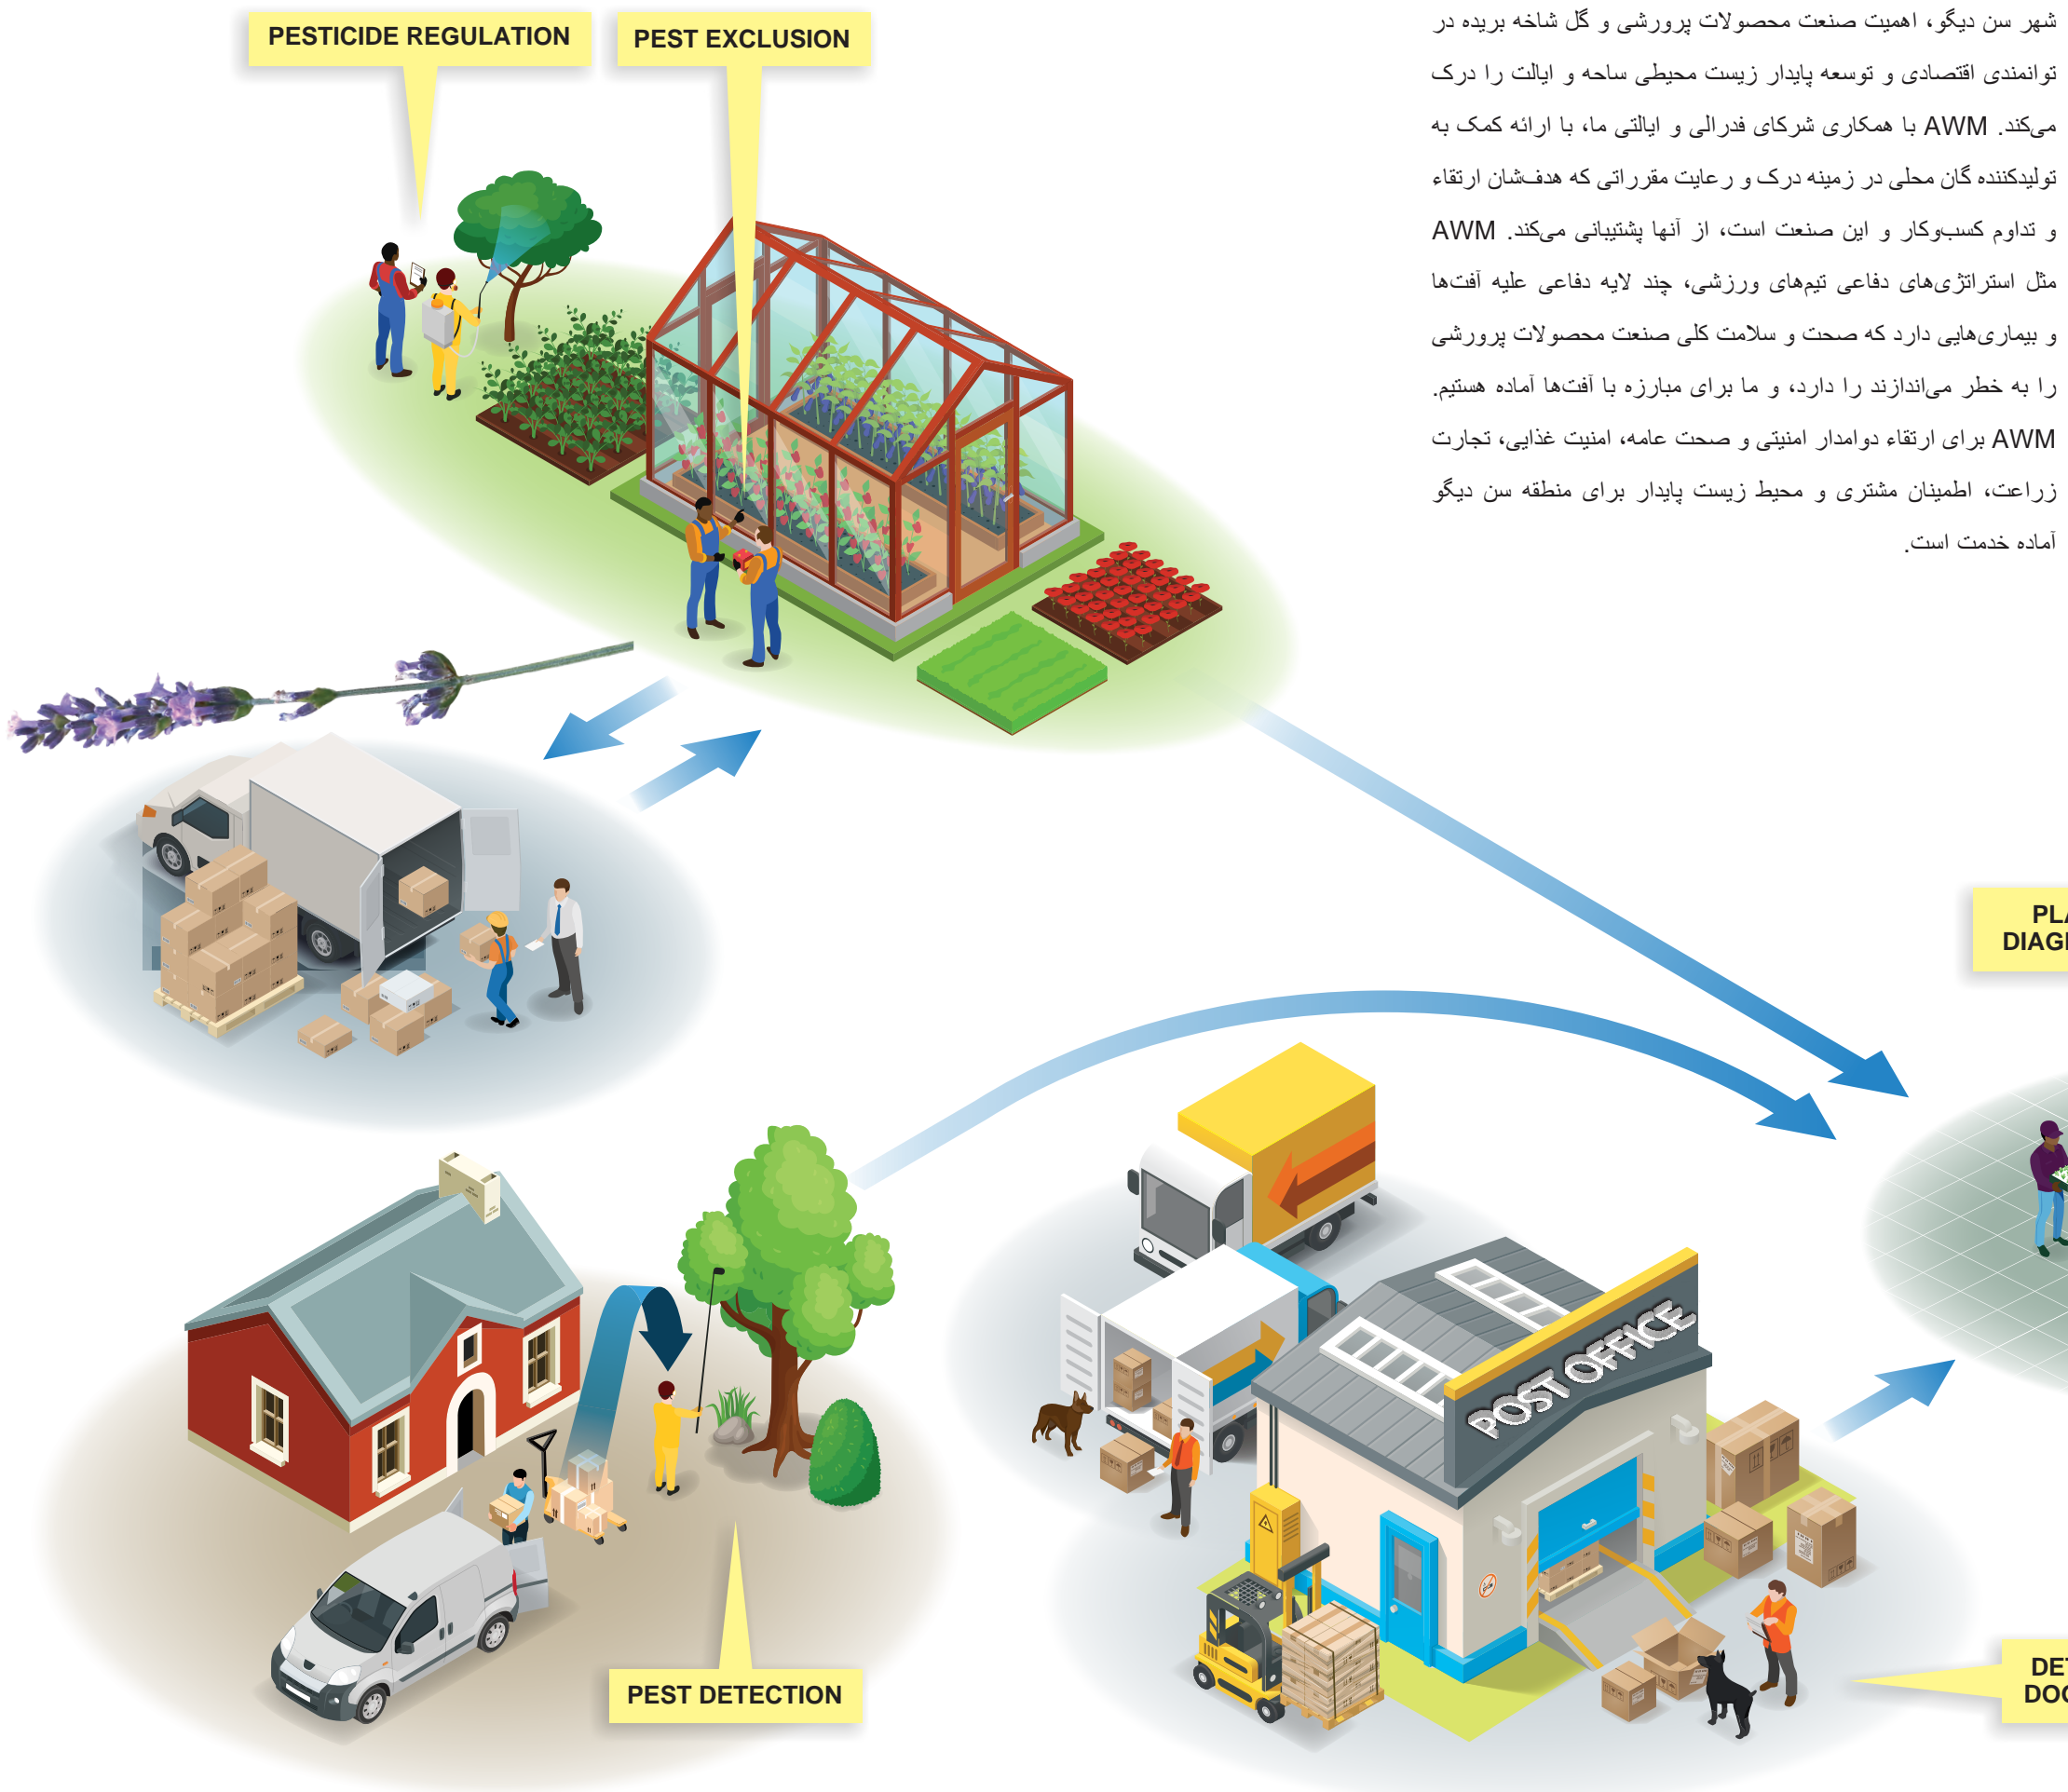 PESTICIDE REGULATION
PEST EXCLUSION
شهر سن دیگو، اهمیت صنعت محصولات پرورشی و گل شاخه بریده در
توانمندی اقتصادی و توسعه پایدار زیست محیطی ساحه و ایالت را درک
می‌کند. AWM با همکاری شرکای فدرالی و ایالتی ما، با ارائه کمک به
تولیدکننده گان محلی در زمینه درک و رعایت مقرراتی که هدف‌شان ارتقاء
و تداوم کسب‌وکار و این صنعت است، از آنها پشتیبانی می‌کند. AWM
مثل استراتژی‌های دفاعی تیم‌های ورزشی، چند لایه دفاعی علیه آفت‌ها
و بیماری‌هایی دارد که صحت و سلامت کلی صنعت محصولات پرورشی
را به خطر می‌اندازند را دارد، و ما برای مبارزه با آفت‌ها آماده هستیم.
AWM برای ارتقاء دوامدار امنیتی و صحت عامه، امنیت غذایی، تجارت
زراعت، اطمینان مشتری و محیط زیست پایدار برای منطقه سن دیگو
آماده خدمت است.
PLA
DIAG
POST OFFICE
PEST DETECTION
DET
DOG